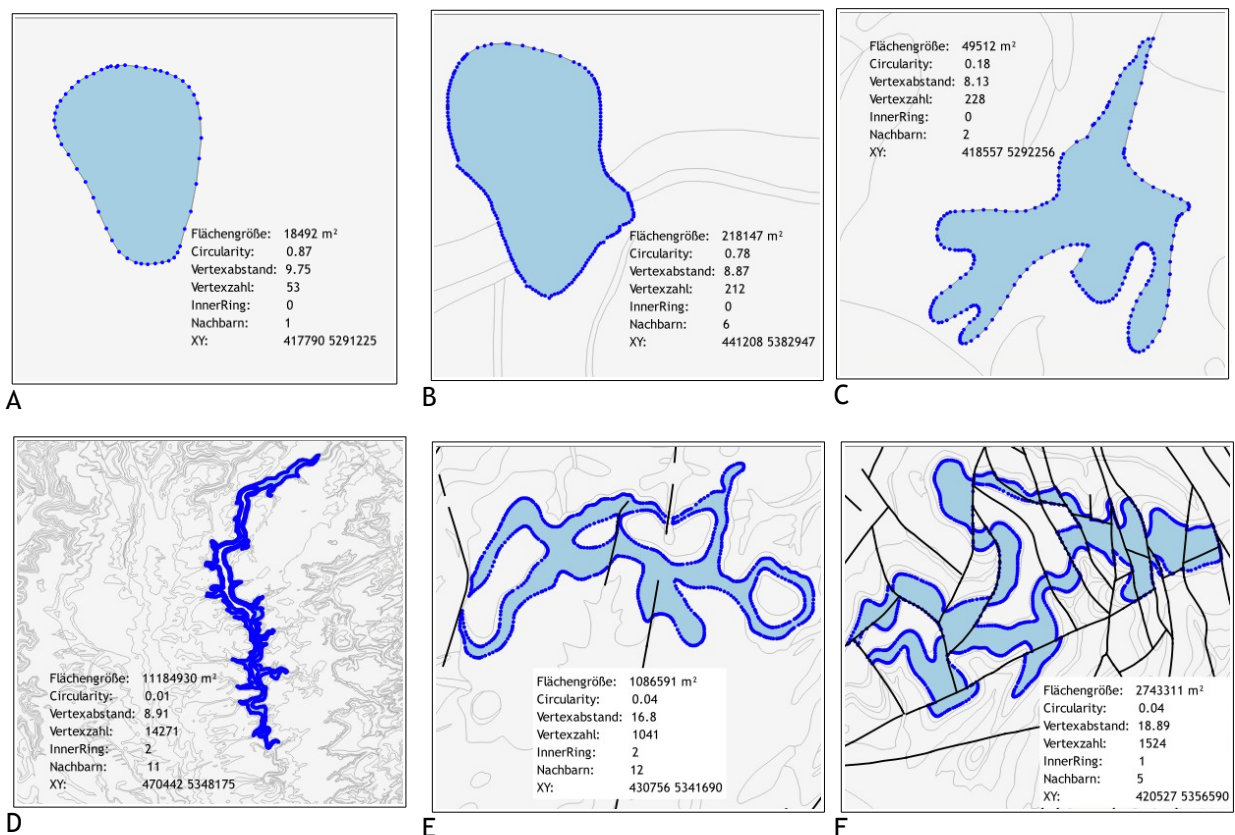 Flächengröße: 18492 m²
Circularity: 0.87
Vertexabstand: 9.75
Vertexzahl: 53
InnerRing: 0
Nachbarn: 1
XY: 417790 5291225
A
Flächengröße: 218147 m²
Circularity: 0.78
Vertexabstand: 8.87
Vertexzahl: 212
InnerRing: 0
Nachbarn: 6
XY: 441208 5382947
B
Flächengröße: 49512 m²
Circularity: 0.18
Vertexabstand: 8.13
Vertexzahl: 228
InnerRing: 0
Nachbarn: 2
XY: 418557 5292256
C
Flächengröße: 11184930 m²
Circularity: 0.01
Vertexabstand: 8.91
Vertexzahl: 14271
InnerRing: 2
Nachbarn: 11
XY: 470442 5348175
D
Flächengröße: 1086591 m²
Circularity: 0.04
Vertexabstand: 16.8
Vertexzahl: 1041
InnerRing: 2
Nachbarn: 12
XY: 430756 5341690
E
Flächengröße: 2743311 m²
Circularity: 0.04
Vertexabstand: 18.89
Vertexzahl: 1524
InnerRing: 1
Nachbarn: 5
XY: 420527 5356590
F